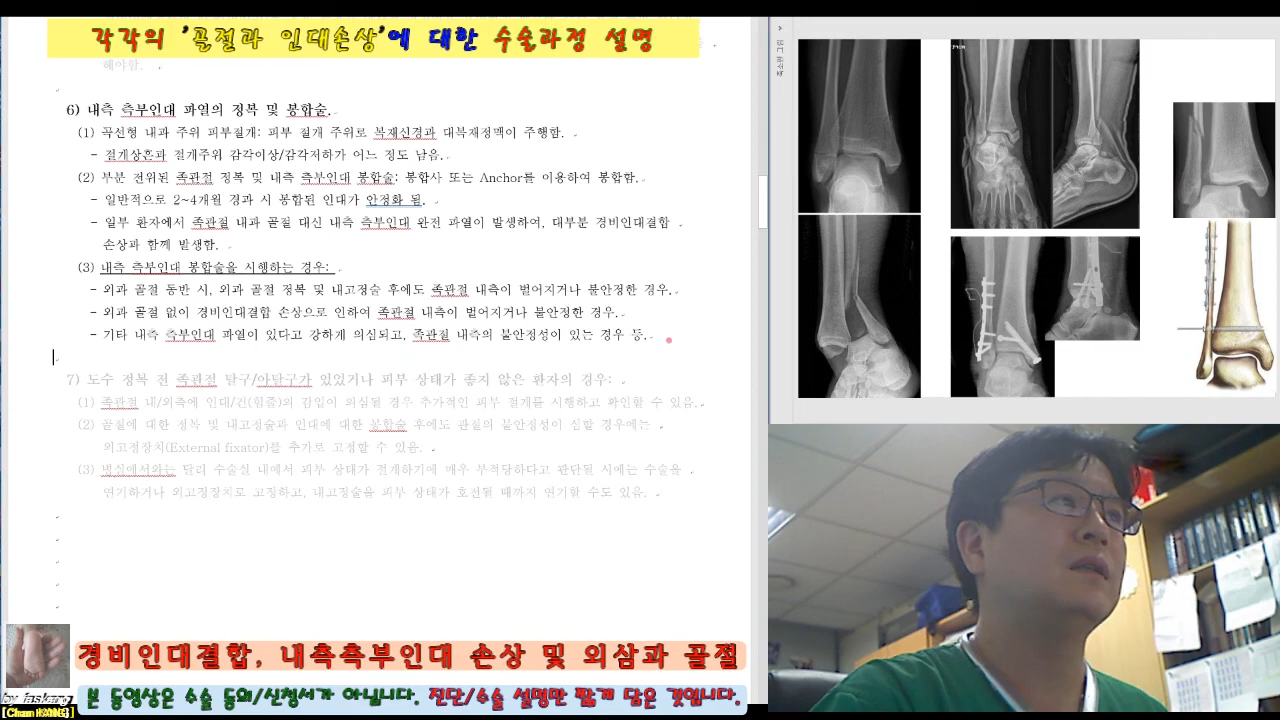 각각의 '골절과 인대손상'에 대한 수술과정 설명
해야함.
6) 내측 측부인대 파열의 정복 및 봉합술.
(1) 곡선형 내과 주위 피부절개: 피부 절개 주위로 복재신경과 대복재정맥이 주행함.
- 절개상흔과 절개주위 감각이상/감각저하가 어느 정도 남음.
(2) 부분 전위된 족관절 정복 및 내측 측부인대 봉합술: 봉합사 또는 Anchor를 이용하여 봉합함.
- 일반적으로 2~4개월 경과 시 봉합된 인대가 안정화 됨.
- 일부 환자에서 족관절 내과 골절 대신 내측 측부인대 완전 파열이 발생하여, 대부분 경비인대결합
손상과 함께 발생함.
(3) 내측 측부인대 봉합술을 시행하는 경우:
- 외과 골절 동반 시, 외과 골절 정복 및 내고정술 후에도 족관절 내측이 벌어지거나 불안정한 경우.
- 외과 골절 없이 경비인대결합 손상으로 인하여 족관절 내측이 벌어지거나 불안정한 경우.
- 기타 내측 측부인대 파열이 있다고 강하게 의심되고, 족관절 내측의 불안정성이 있는 경우 등.
7) 도수 정복 전 족관절 탈구/아탈구가 있었거나 피부 상태가 좋지 않은 환자의 경우:
(1) 족관절 내/외측에 인대/건(힘줄)의 감입이 의심될 경우 추가적인 피부 절개를 시행하고 확인할 수 있음.
(2) 골절에 대한 정복 및 내고정술과 인대에 대한 봉합술 후에도 관절의 불안정성이 심할 경우에는
외고정장치(External fixator)를 추가로 고정할 수 있음.
(3) 병실에서와는 달리 수술실 내에서 피부 상태가 절개하기에 매우 부적당하다고 판단될 시에는 수술을
연기하거나 외고정장치로 고정하고, 내고정술을 피부 상태가 호전될 때까지 연기할 수도 있음.
경비인대결합, 내측측부인대 손상 및 외삼과 골절
본 동영상은 수술 동의/신청서가 아닙니다. 진단/수술 설명만 짧게 담은 것입니다.